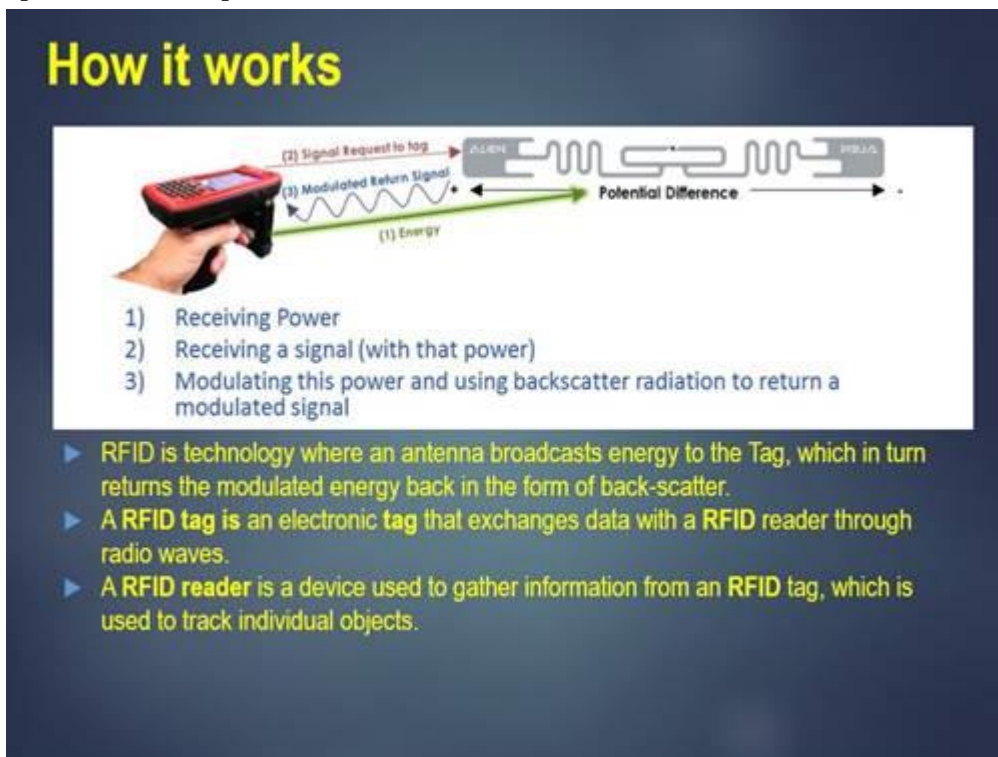 How it works
(2) Signal Request to tag
(3) Modulated Return Signal
(1) Energy
ALIEN
+ Potential Difference -
1) Receiving Power
2) Receiving a signal (with that power)
3) Modulating this power and using backscatter radiation to return a
modulated signal
RFID is technology where an antenna broadcasts energy to the Tag, which in turn
returns the modulated energy back in the form of back-scatter.
A RFID tag is an electronic tag that exchanges data with a RFID reader through
radio waves.
A RFID reader is a device used to gather information from an RFID tag, which is
used to track individual objects.